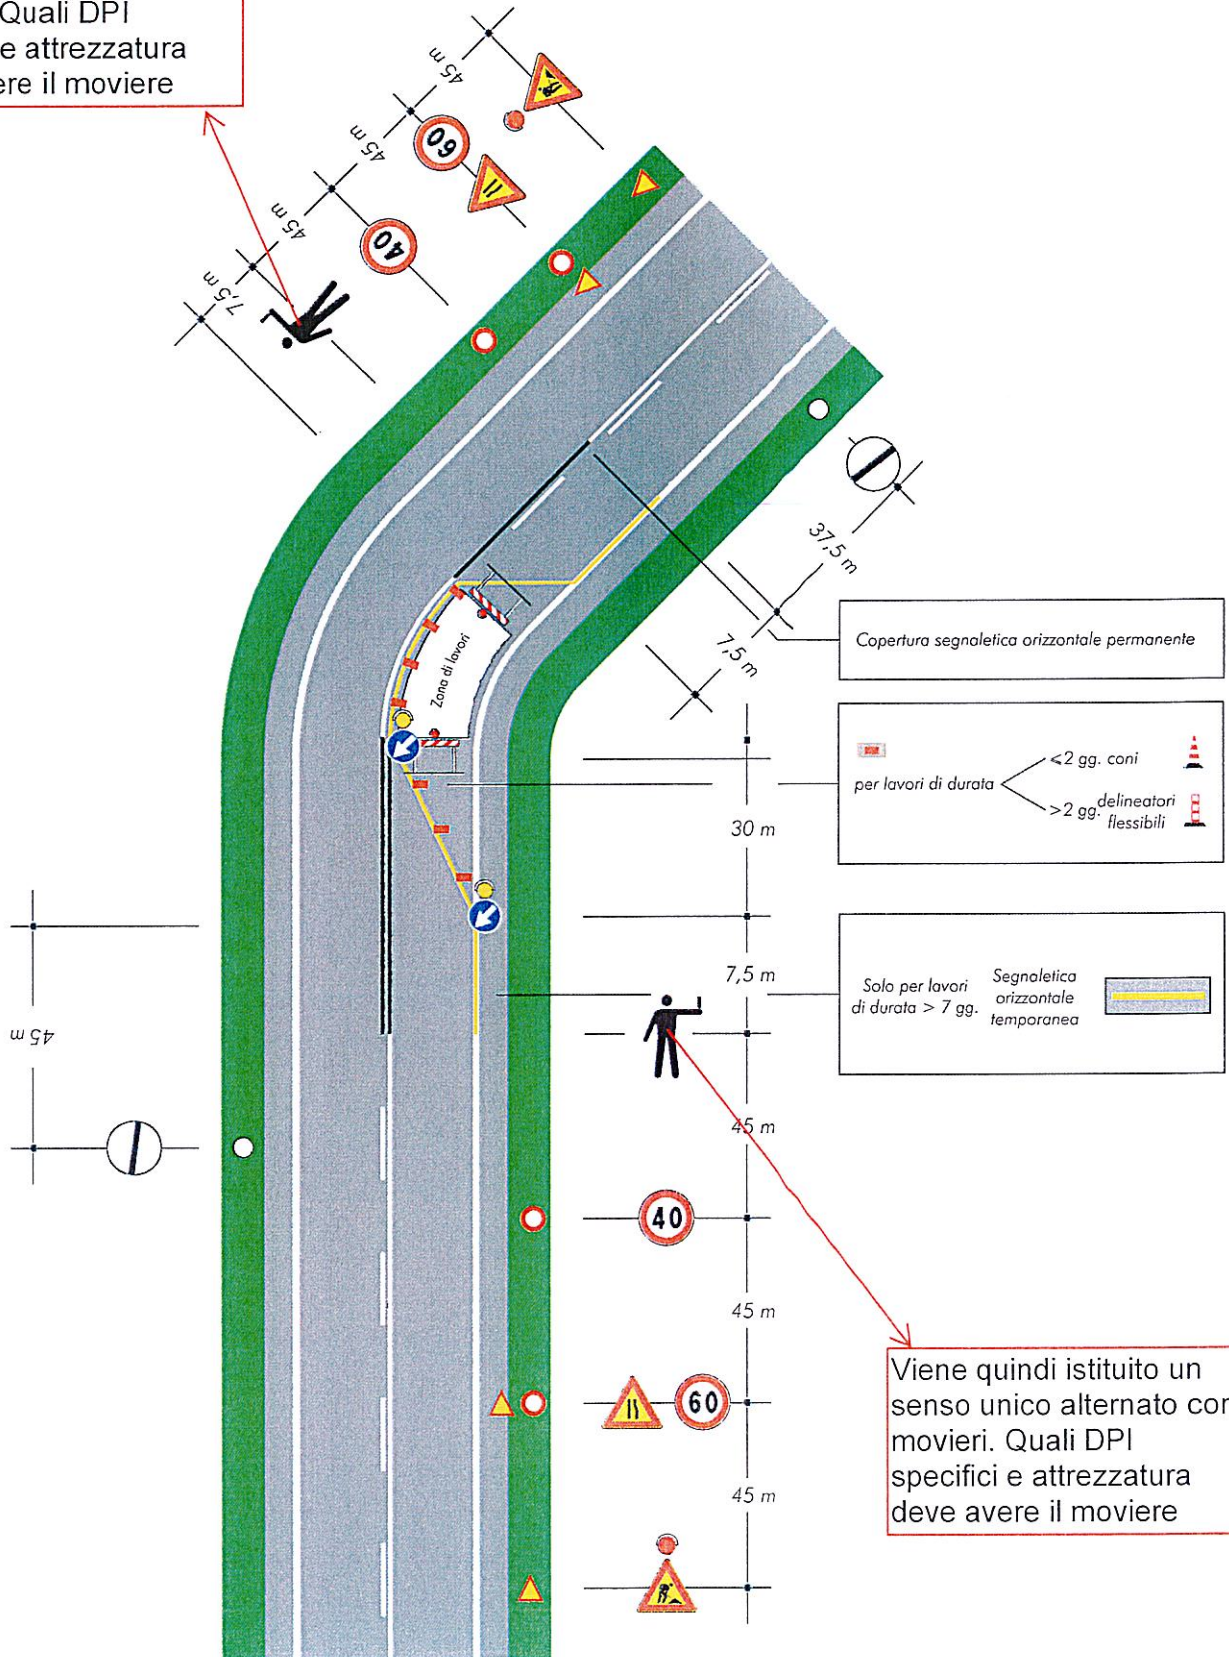 Quali DPI
e attrezzatura
ere il moviere
45 m
60
45 m
40
45 m
7,5 m
37,5 m
7,5 m
Copertura segnaletica orizzontale permanente
Zona di lavori
per lavori di durata
<2 gg. coni
>2 gg. delineatori
flessibili
30 m
7,5 m
Solo per lavori
di durata > 7 gg.
Segnaletica
orizzontale
temporanea
45 m
45 m
40
45 m
60
45 m
Viene quindi istituito un
senso unico alternato con
movieri. Quali DPI
specifici e attrezzatura
deve avere il moviere